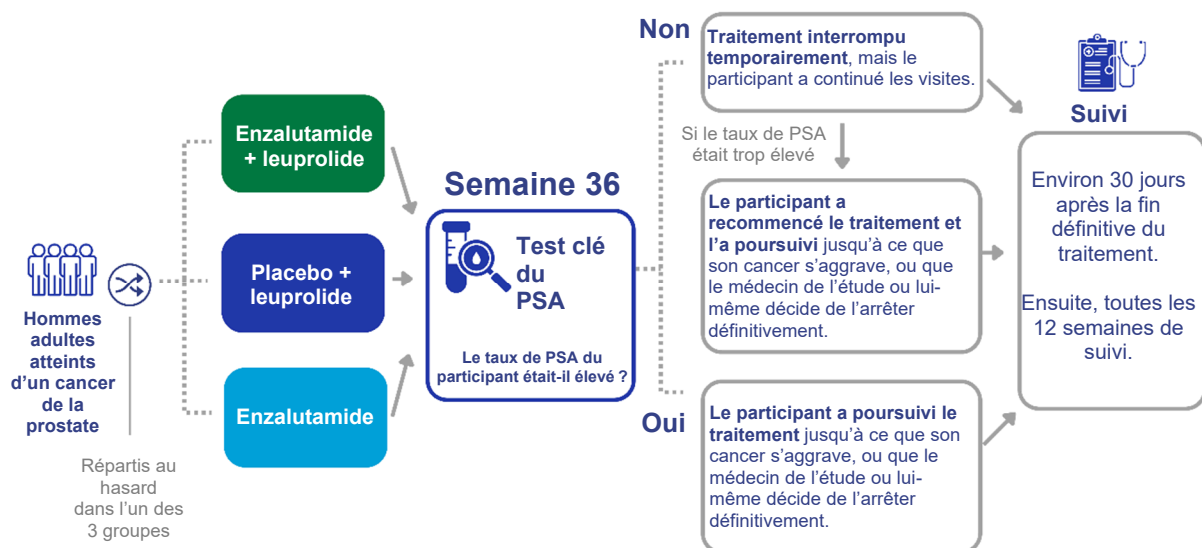 Hommes
adultes
atteints
d’un cancer
de la
prostate
Répartis au
hasard
dans l’un des
3 groupes
Enzalutamide
+ leuprolide
Placebo +
leuprolide
Enzalutamide
Semaine 36
Test clé
du
PSA
Le taux de PSA du
participant était-il élevé ?
Non
Traitement interrompu
temporairement, mais le
participant a continué les visites.
Si le taux de PSA
était trop élevé
Le participant a
recommencé le traitement et
l’a poursuivi jusqu’à ce que
son cancer s’aggrave, ou que
le médecin de l’étude ou lui-
même décide de l’arrêter
définitivement.
Oui
Le participant a poursuivi le
traitement jusqu’à ce que son
cancer s’aggrave, ou que le
médecin de l’étude ou lui-
même décide de l’arrêter
définitivement.
Suivi
Environ 30 jours
après la fin
définitive du
traitement.
Ensuite, toutes les
12 semaines de
suivi.